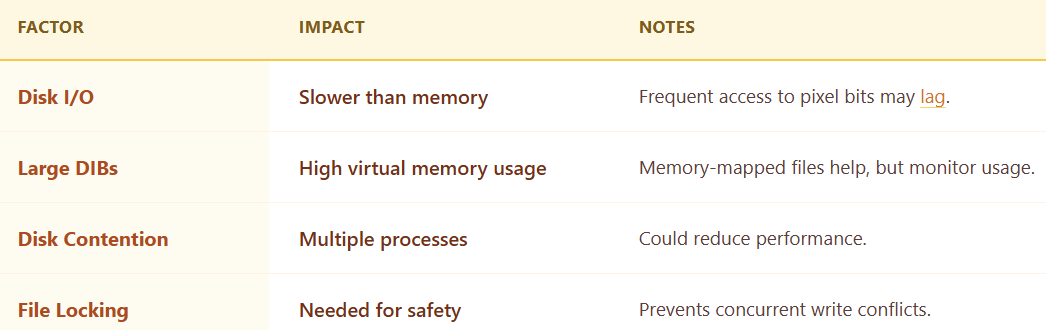 FACTOR IMPACT NOTES
Disk I/O Slower than memory Frequent access to pixel bits may lag.
Large DIBs High virtual memory usage Memory-mapped files help, but monitor usage.
Disk Contention Multiple processes Could reduce performance.
File Locking Needed for safety Prevents concurrent write conflicts.